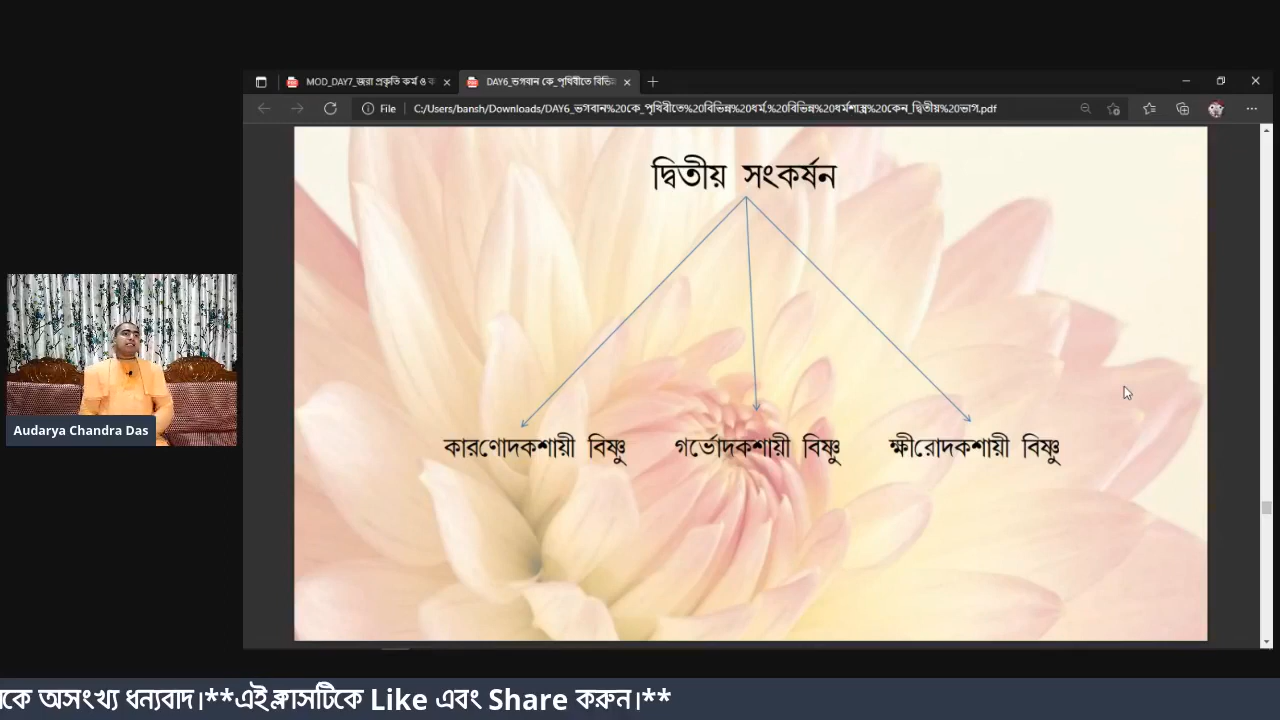 MOD_DAY7_জরা প্রকৃতি কর্ম ও ব
DAY6_ভগবান কে_পৃথিবীতে বিভি
File
C:/Users/bansh/Downloads/DAY6_ভগবান%20কে_পৃথিবীতে%20বিভিন্ন%20ধর্ম,%20বিভিন্ন%20ধর্মশাস্ত্র%20কেন_দ্বিতীয়%20ভাগ.pdf
দ্বিতীয় সংকর্ষন
কারণোদকশায়ী বিষ্ণু গর্ভোদকশায়ী বিষ্ণু ক্ষীরোদকশায়ী বিষ্ণু
Audarya Chandra Das
কে অসংখ্য ধন্যবাদ।**এই ক্লাসটিকে Like এবং Share করুন।**